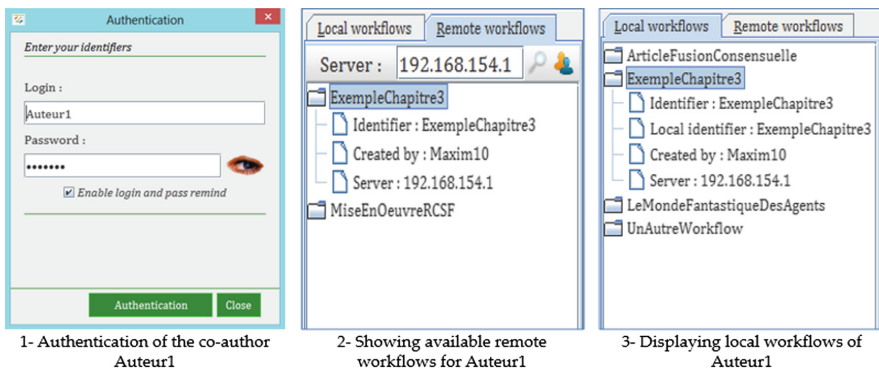 Authentication
×
Enter your identifiers
Login :
Auteur1
Password :
•••••••
Enable login and pass remind
Authentication
Close
1- Authentication of the co-author
Auteur1
Local workflows
Remote workflows
Server :
192.168.154.1
ExempleChapitre3
Identifier : ExempleChapitre3
Created by : Maxim10
Server : 192.168.154.1
MiseEnOeuvreRCSF
2- Showing available remote
workflows for Auteur1
Local workflows
Remote workflows
ArticleFusionConsensuelle
ExempleChapitre3
Identifier : ExempleChapitre3
Local identifier : ExempleChapitre3
Created by : Maxim10
Server : 192.168.154.1
LeMondeFantastiqueDesAgents
UnAutreWorkflow
3- Displaying local workflows of
Auteur1